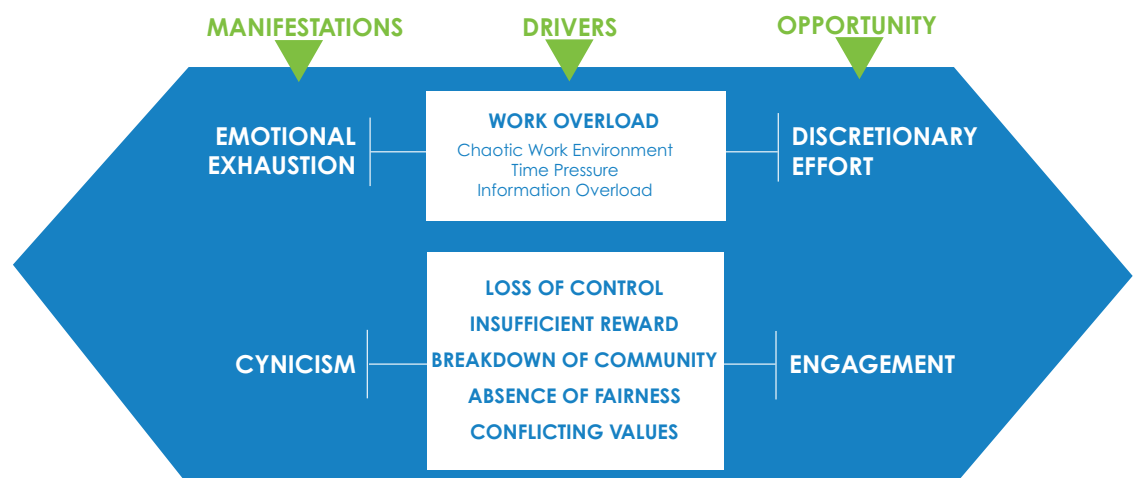 MANIFESTATIONS
DRIVERS
OPPORTUNITY
EMOTIONAL
EXHAUSTION
WORK OVERLOAD
Chaotic Work Environment
Time Pressure
Information Overload
DISCRETIONARY
EFFORT
CYNICISM
LOSS OF CONTROL
INSUFFICIENT REWARD
BREAKDOWN OF COMMUNITY
ABSENCE OF FAIRNESS
CONFLICTING VALUES
ENGAGEMENT